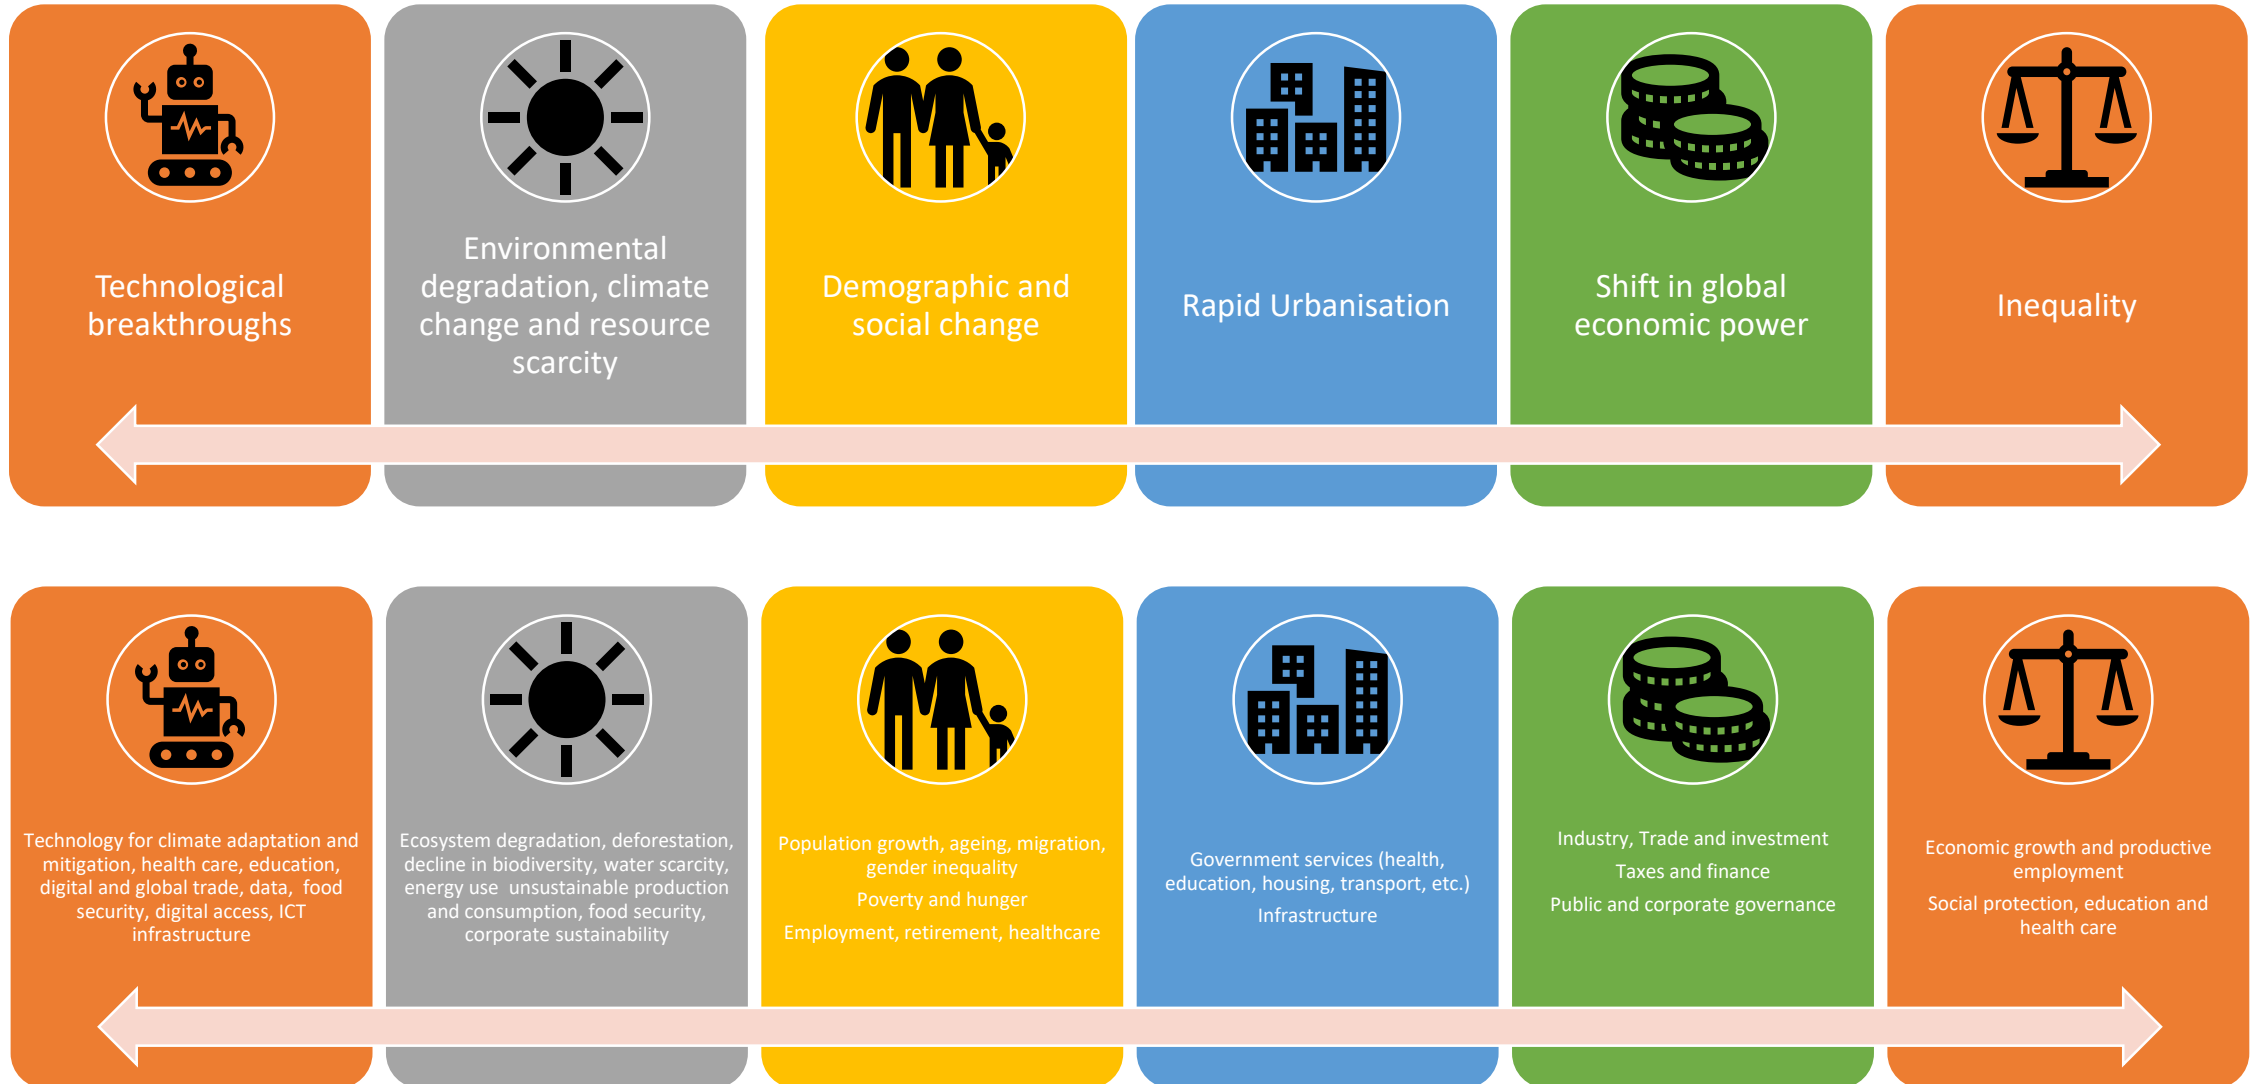 Technological
breakthroughs
Environmental
degradation, climate
change and resource
scarcity
Demographic and
social change
Rapid Urbanisation
Shift in global
economic power
Inequality
Technology for climate adaptation and
mitigation, health care, education,
digital and global trade, data, food
security, digital access, ICT
infrastructure
Ecosystem degradation, deforestation,
decline in biodiversity, water scarcity,
energy use unsustainable production
and consumption, food security,
corporate sustainability
Population growth, ageing, migration,
gender inequality
Poverty and hunger
Employment, retirement, healthcare
Government services (health,
education, housing, transport, etc.)
Infrastructure
Industry, Trade and investment
Taxes and finance
Public and corporate governance
Economic growth and productive
employment
Social protection, education and
health care